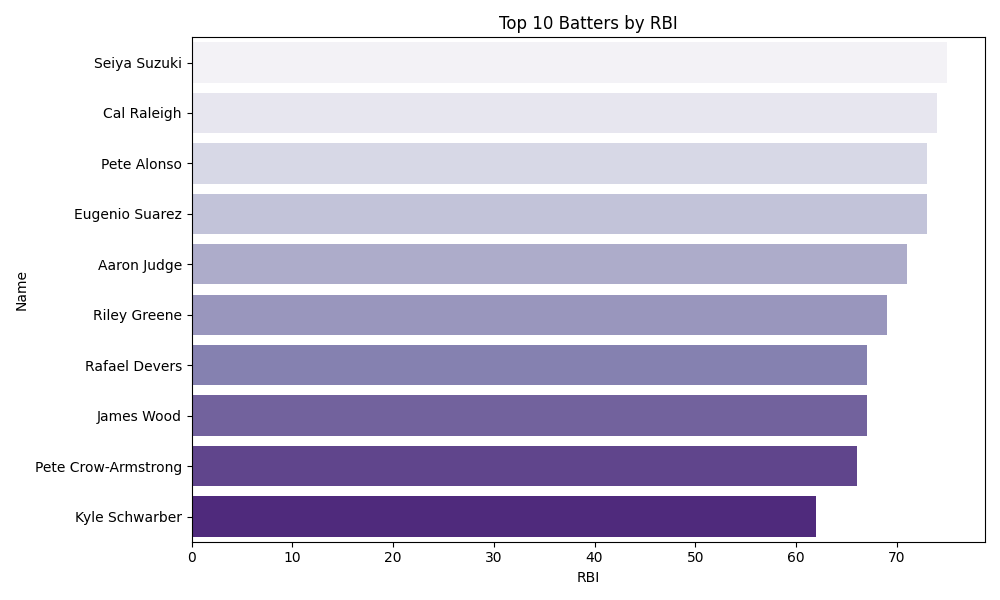 Top 10 Batters by RBI
Seiya Suzuki
Cal Raleigh
Pete Alonso
Eugenio Suarez
Aaron Judge
Riley Greene
Rafael Devers
James Wood
Pete Crow-Armstrong
Kyle Schwarber
Name
0 10 20 30 40 50 60 70
RBI